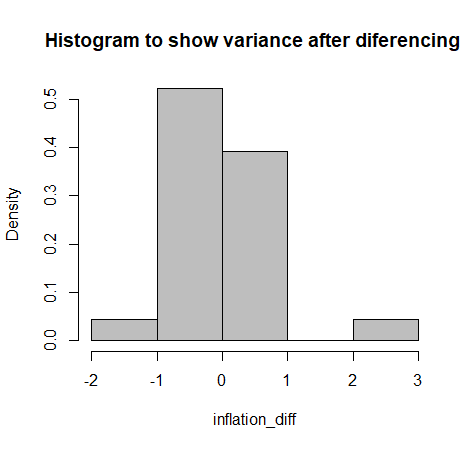 Histogram to show variance after diferencing
Density
0.5
0.4
0.3
0.2
0.1
0.0
-2 -1 0 1 2 3
inflation_diff